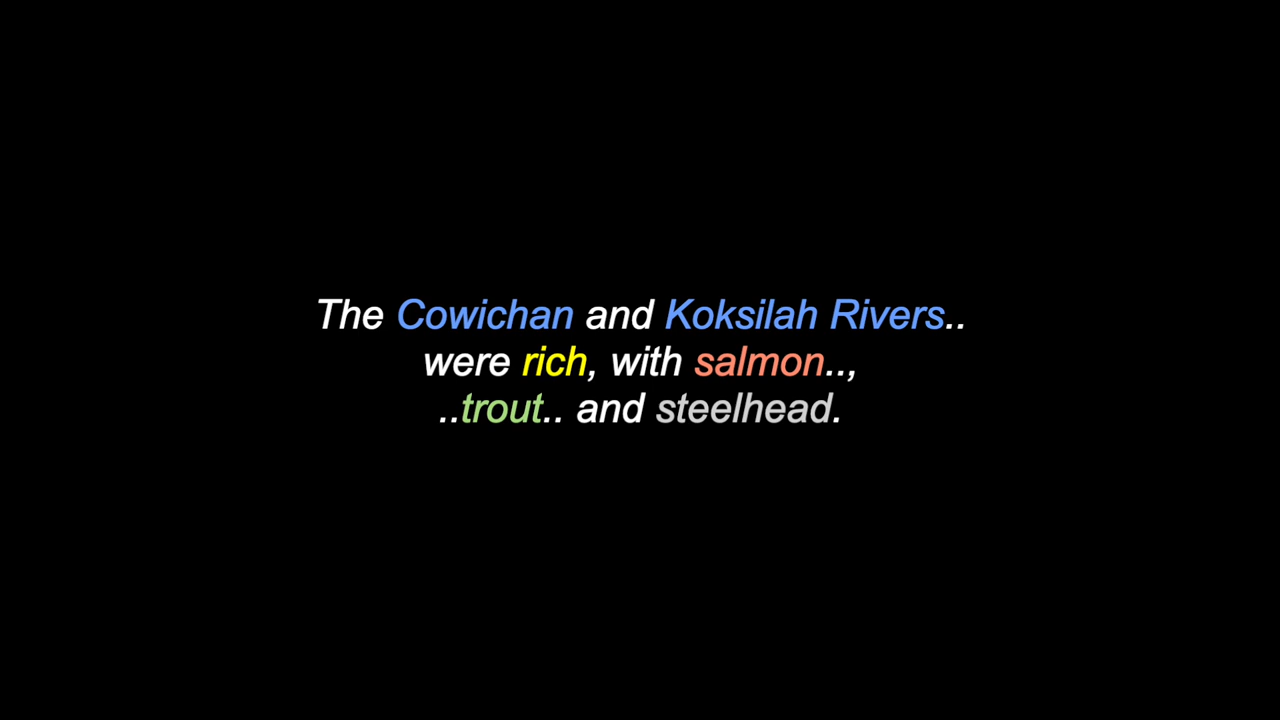 The Cowichan and Koksilah Rivers..
were rich, with salmon..,
..trout.. and steelhead.